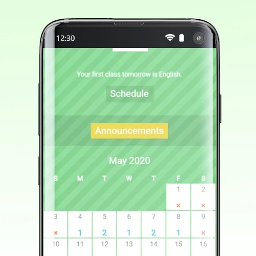 12:30
Your first class tomorrow is English.
Schedule
Announcements
May 2020
S M T W T F S
1 2
× ×
3 4 5 6 7 8 9
× 1 2 1 2 1 ×
10 11 12 13 14 15 16